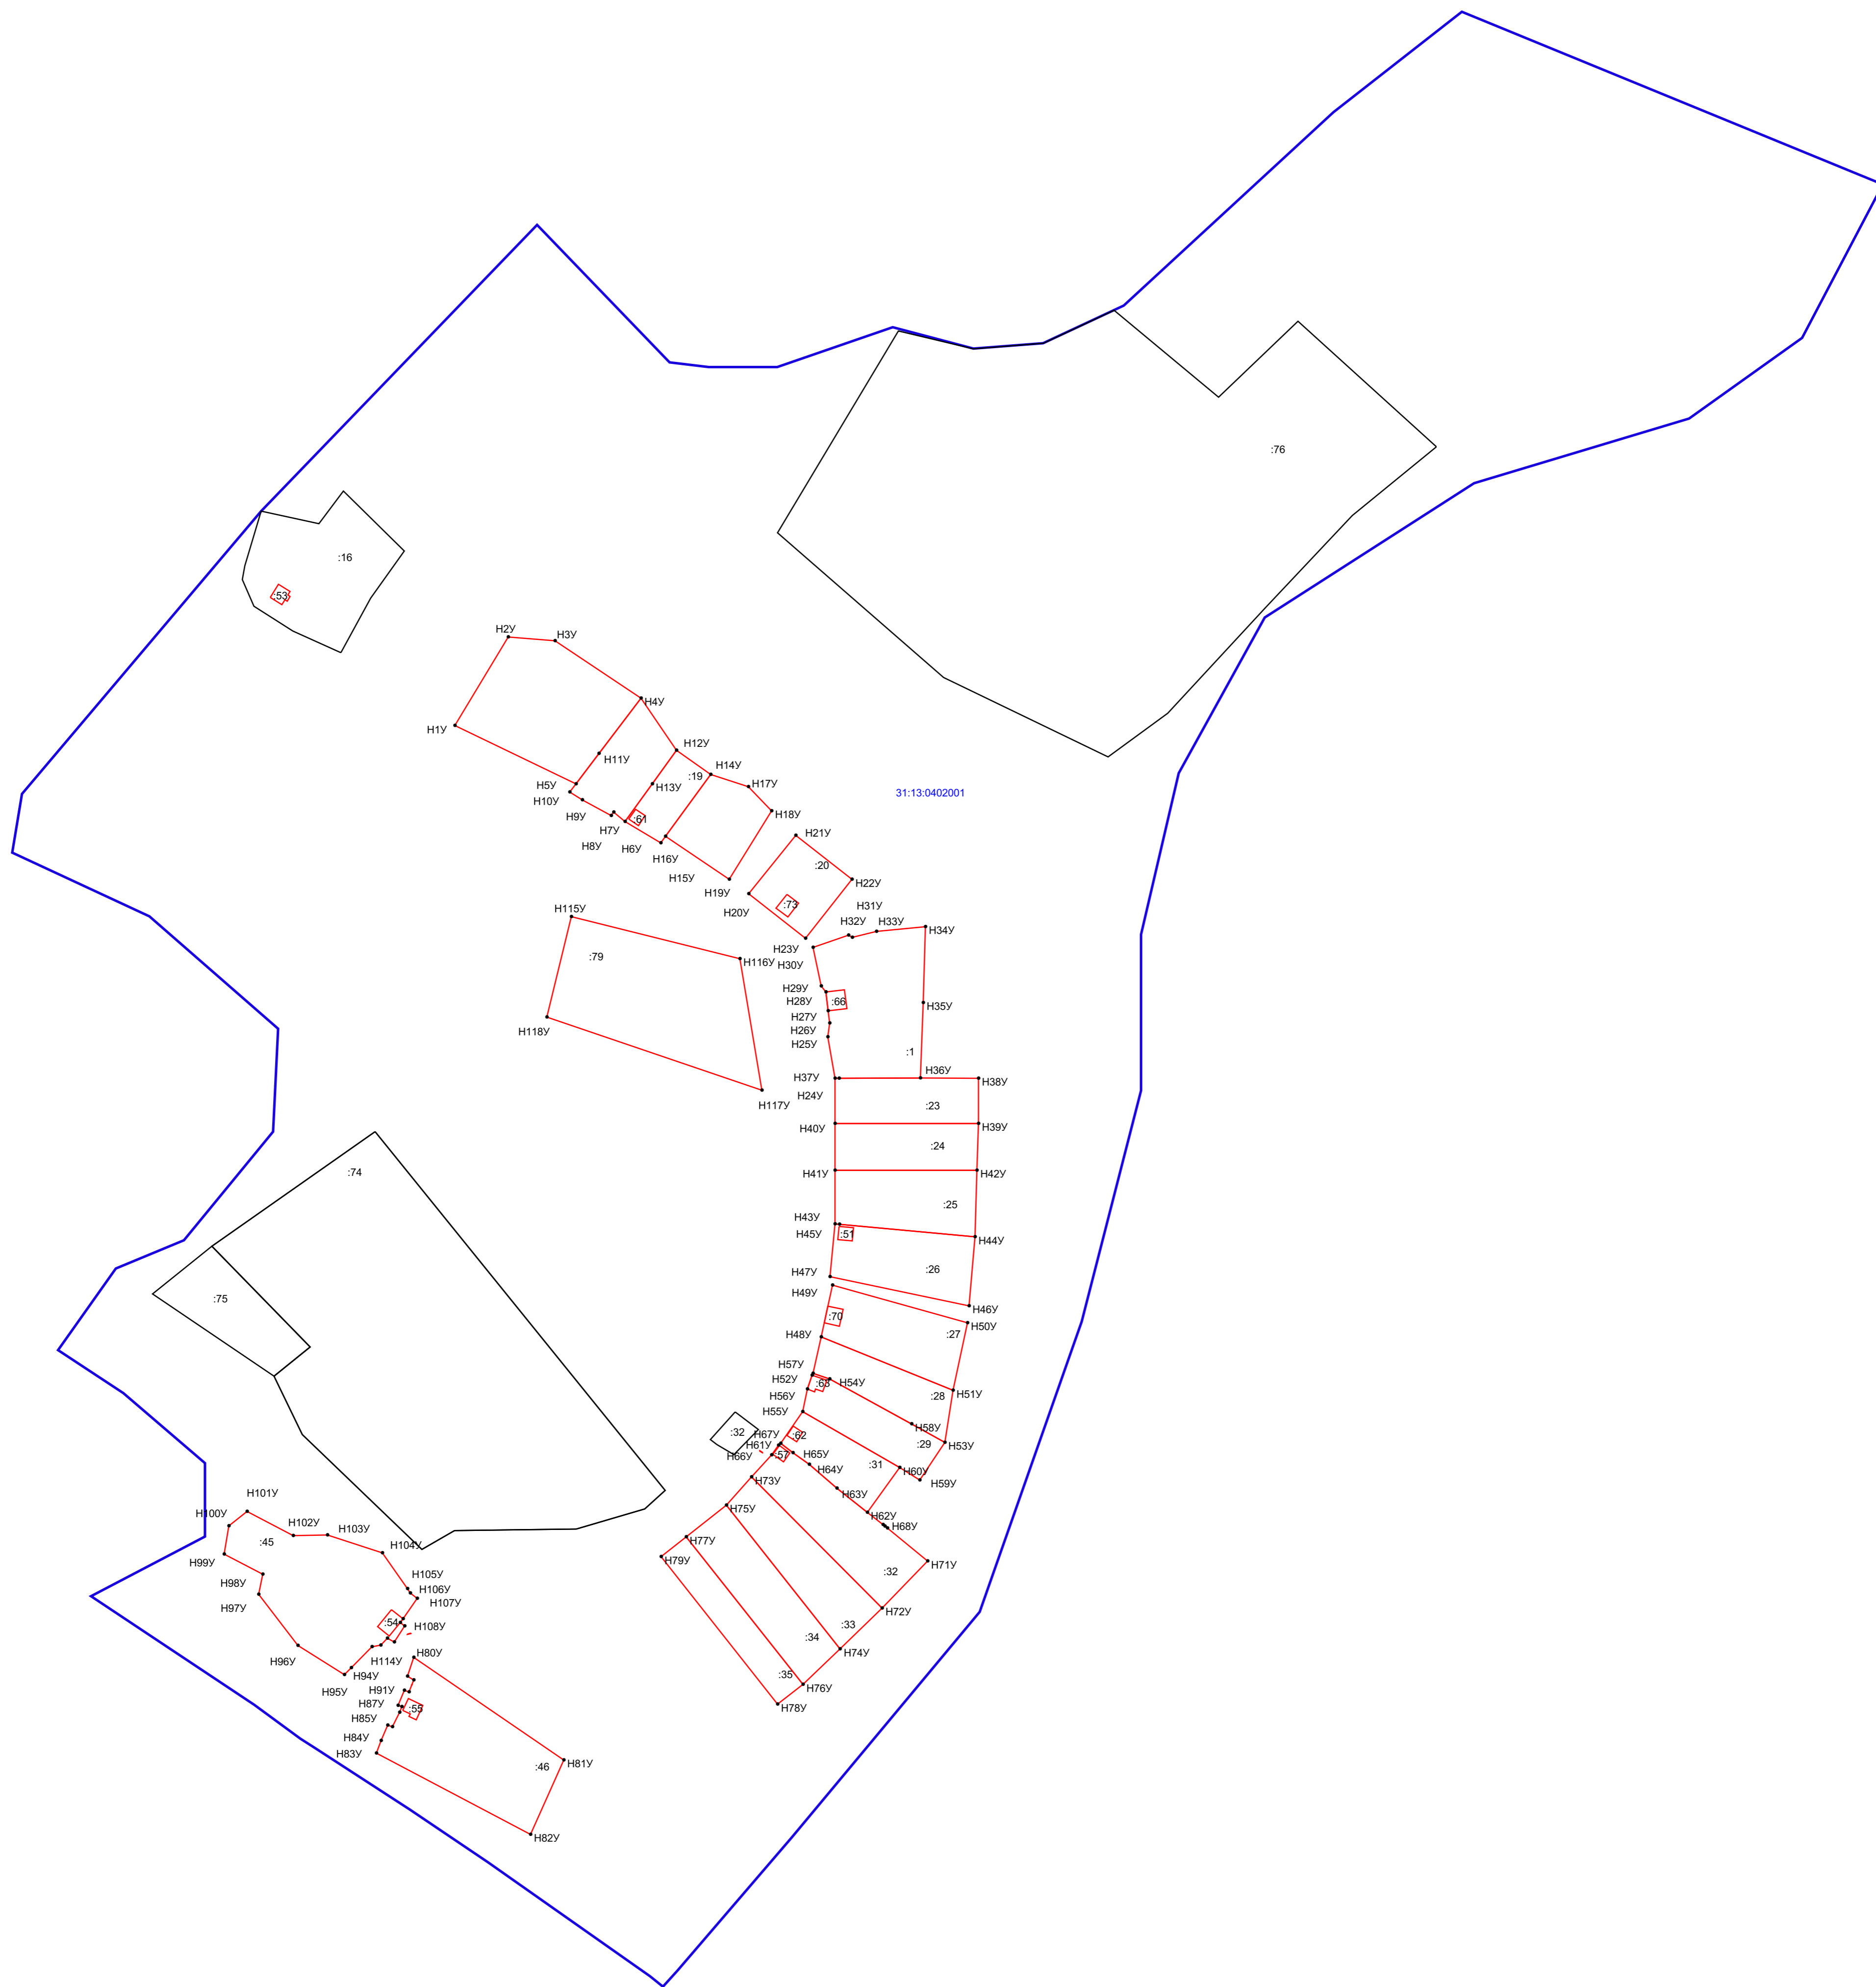 :76
:16
:53
Н2У
Н3У
Н4У
Н1У
Н12У
Н11У
Н14У
:19
Н5У
Н13У
Н17У
31:13:0402001
Н10У
Н9У
Н18У
:61
Н7У
Н8У
Н6У
Н21У
Н16У
:20
Н15У
Н22У
Н19У
:73
Н20У
Н31У
Н115У
Н32У
Н33У
Н34У
Н23У
:79
Н116У
Н30У
Н29У
Н28У
:66
Н35У
Н27У
Н118У
Н26У
Н25У
:1
Н36У
Н37У
Н38У
Н24У
Н117У
:23
Н40У
Н39У
:24
:74
Н41У
Н42У
:25
Н43У
Н45У
:51
Н44У
:26
Н47У
Н49У
:75
Н46У
:70
Н50У
Н48У
:27
Н57У
Н52У
:63
Н54У
Н56У
:28
Н51У
Н55У
Н58У
:32
Н67У
:62
Н61У
:29
Н53У
Н66У
:57
Н65У
:31
Н64У
Н60У
Н73У
Н59У
Н63У
Н101У
Н75У
Н100У
Н62У
Н102У
Н103У
Н68У
:45
Н77У
Н104У
Н99У
Н79У
Н71У
:32
Н98У
Н105У
Н106У
Н97У
Н107У
Н72У
:54
Н108У
:33
:34
Н74У
Н96У
Н80У
Н114У
Н94У
:35
Н95У
Н91У
Н76У
Н87У
:55
Н78У
Н85У
Н84У
Н83У
Н81У
:46
Н82У